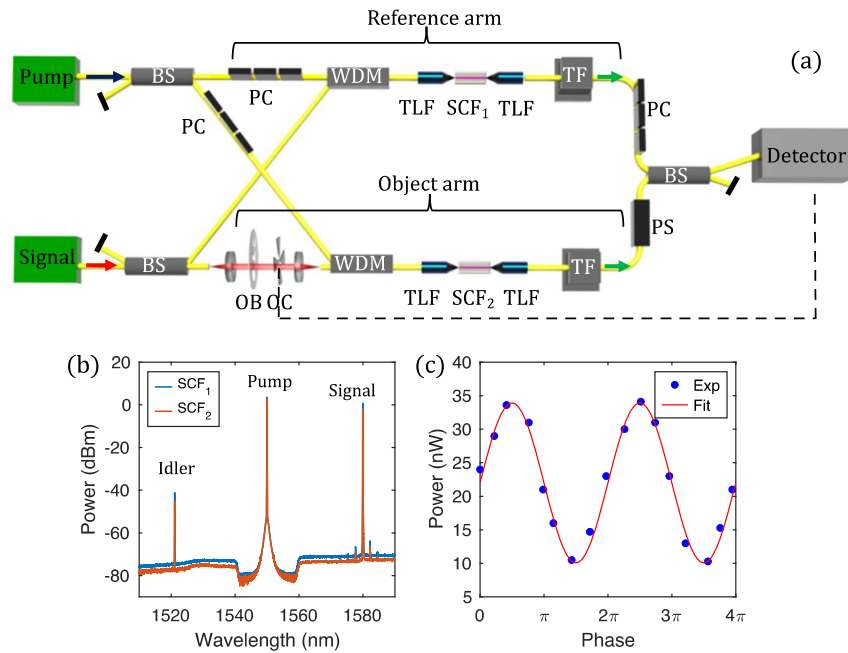 Reference arm
(a)
Pump
BS
PC
PC
WDM
TLF
SCF₁
TLF
TF
PC
BS
Detector
Object arm
Signal
BS
OB
OC
WDM
TLF
SCF₂
TLF
TF
PS
(b)
20
0
-20
-40
-60
-80
Power (dBm)
SCF₁
SCF₂
Pump
Signal
Idler
1520
1540
1560
1580
Wavelength (nm)
(c)
40
35
30
25
20
15
10
5
Power (nW)
Exp
Fit
0
π
2π
3π
4π
Phase